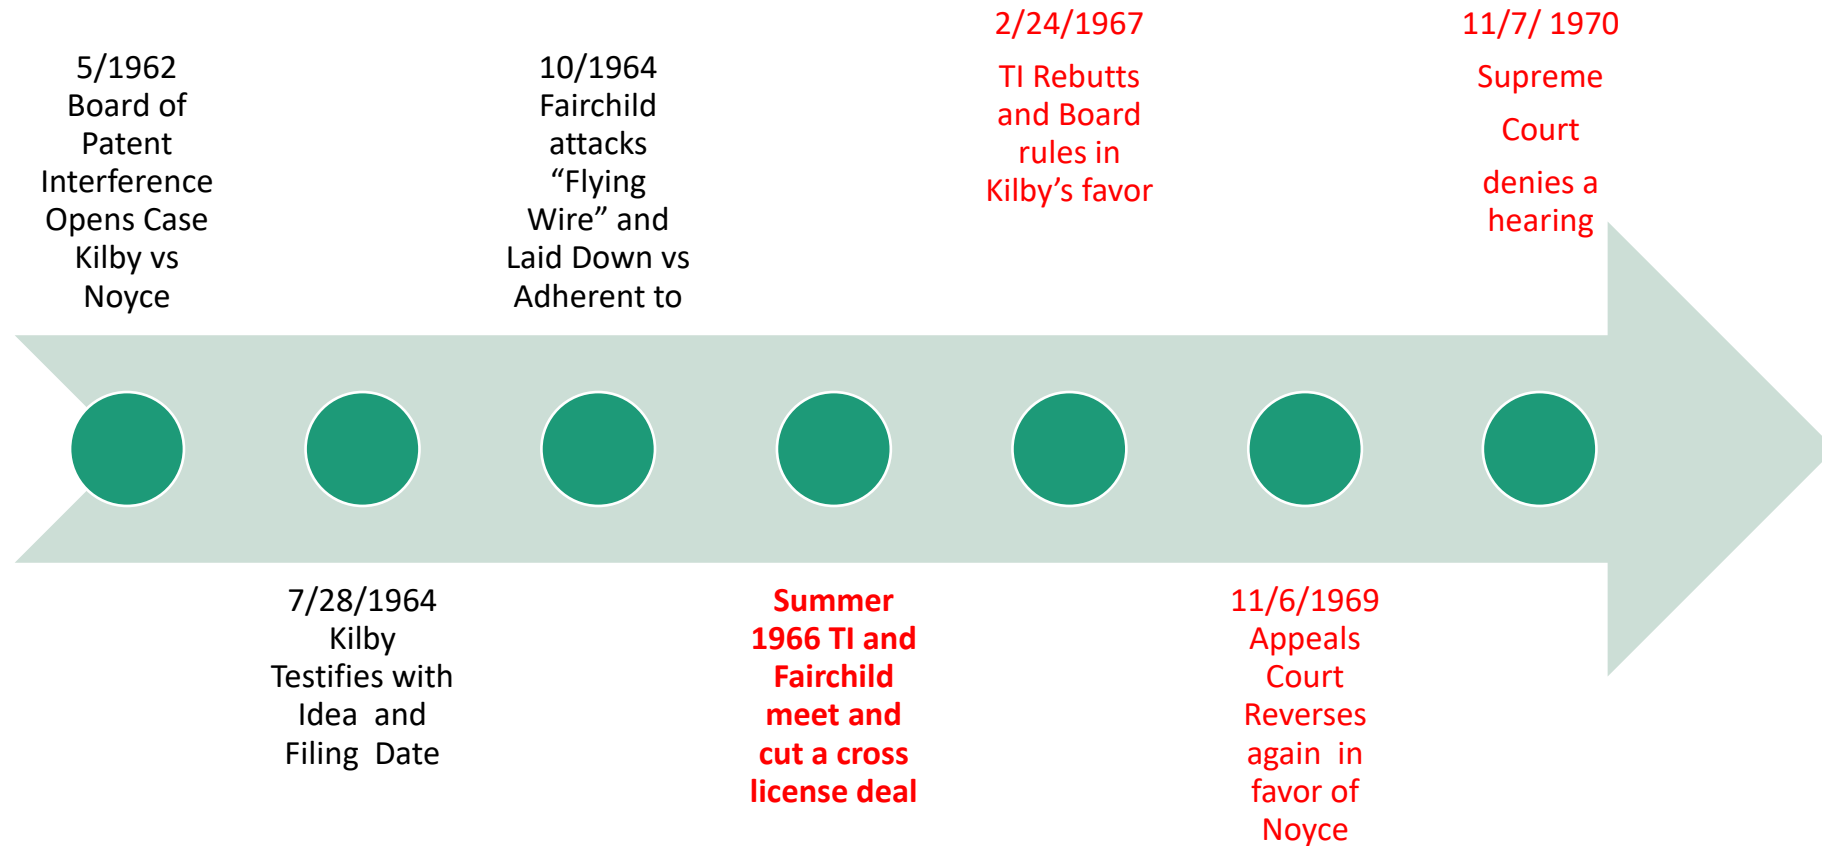 5/1962
Board of
Patent
Interference
Opens Case
Kilby vs
Noyce
7/28/1964
Kilby
Testifies with
Idea and
Filing Date
10/1964
Fairchild
attacks
“Flying
Wire” and
Laid Down vs
Adherent to
Summer
1966 TI and
Fairchild
meet and
cut a cross
license deal
2/24/1967
TI Rebutts
and Board
rules in
Kilby’s favor
11/6/1969
Appeals
Court
Reverses
again in
favor of
Noyce
11/7/ 1970
Supreme
Court
denies a
hearing